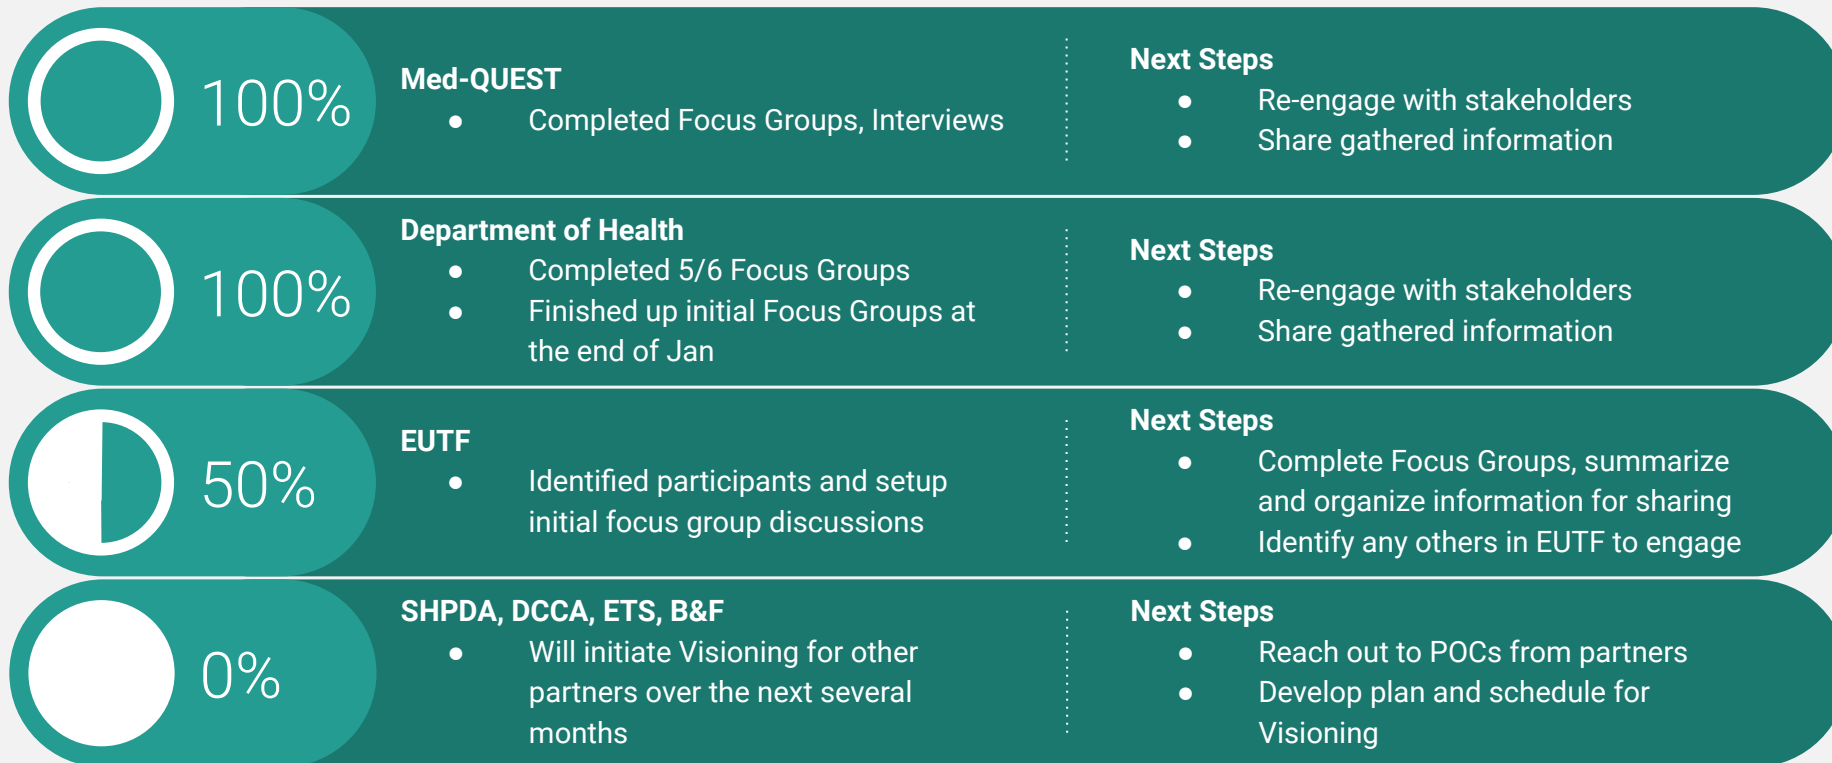 100%
Med-QUEST
● Completed Focus Groups, Interviews
Next Steps
● Re-engage with stakeholders
● Share gathered information
100%
Department of Health
● Completed 5/6 Focus Groups
● Finished up initial Focus Groups at
the end of Jan
Next Steps
● Re-engage with stakeholders
● Share gathered information
50%
EUTF
● Identified participants and setup
initial focus group discussions
Next Steps
● Complete Focus Groups, summarize
and organize information for sharing
● Identify any others in EUTF to engage
0%
SHPDA, DCCA, ETS, B&F
● Will initiate Visioning for other
partners over the next several
months
Next Steps
● Reach out to POCs from partners
● Develop plan and schedule for
Visioning